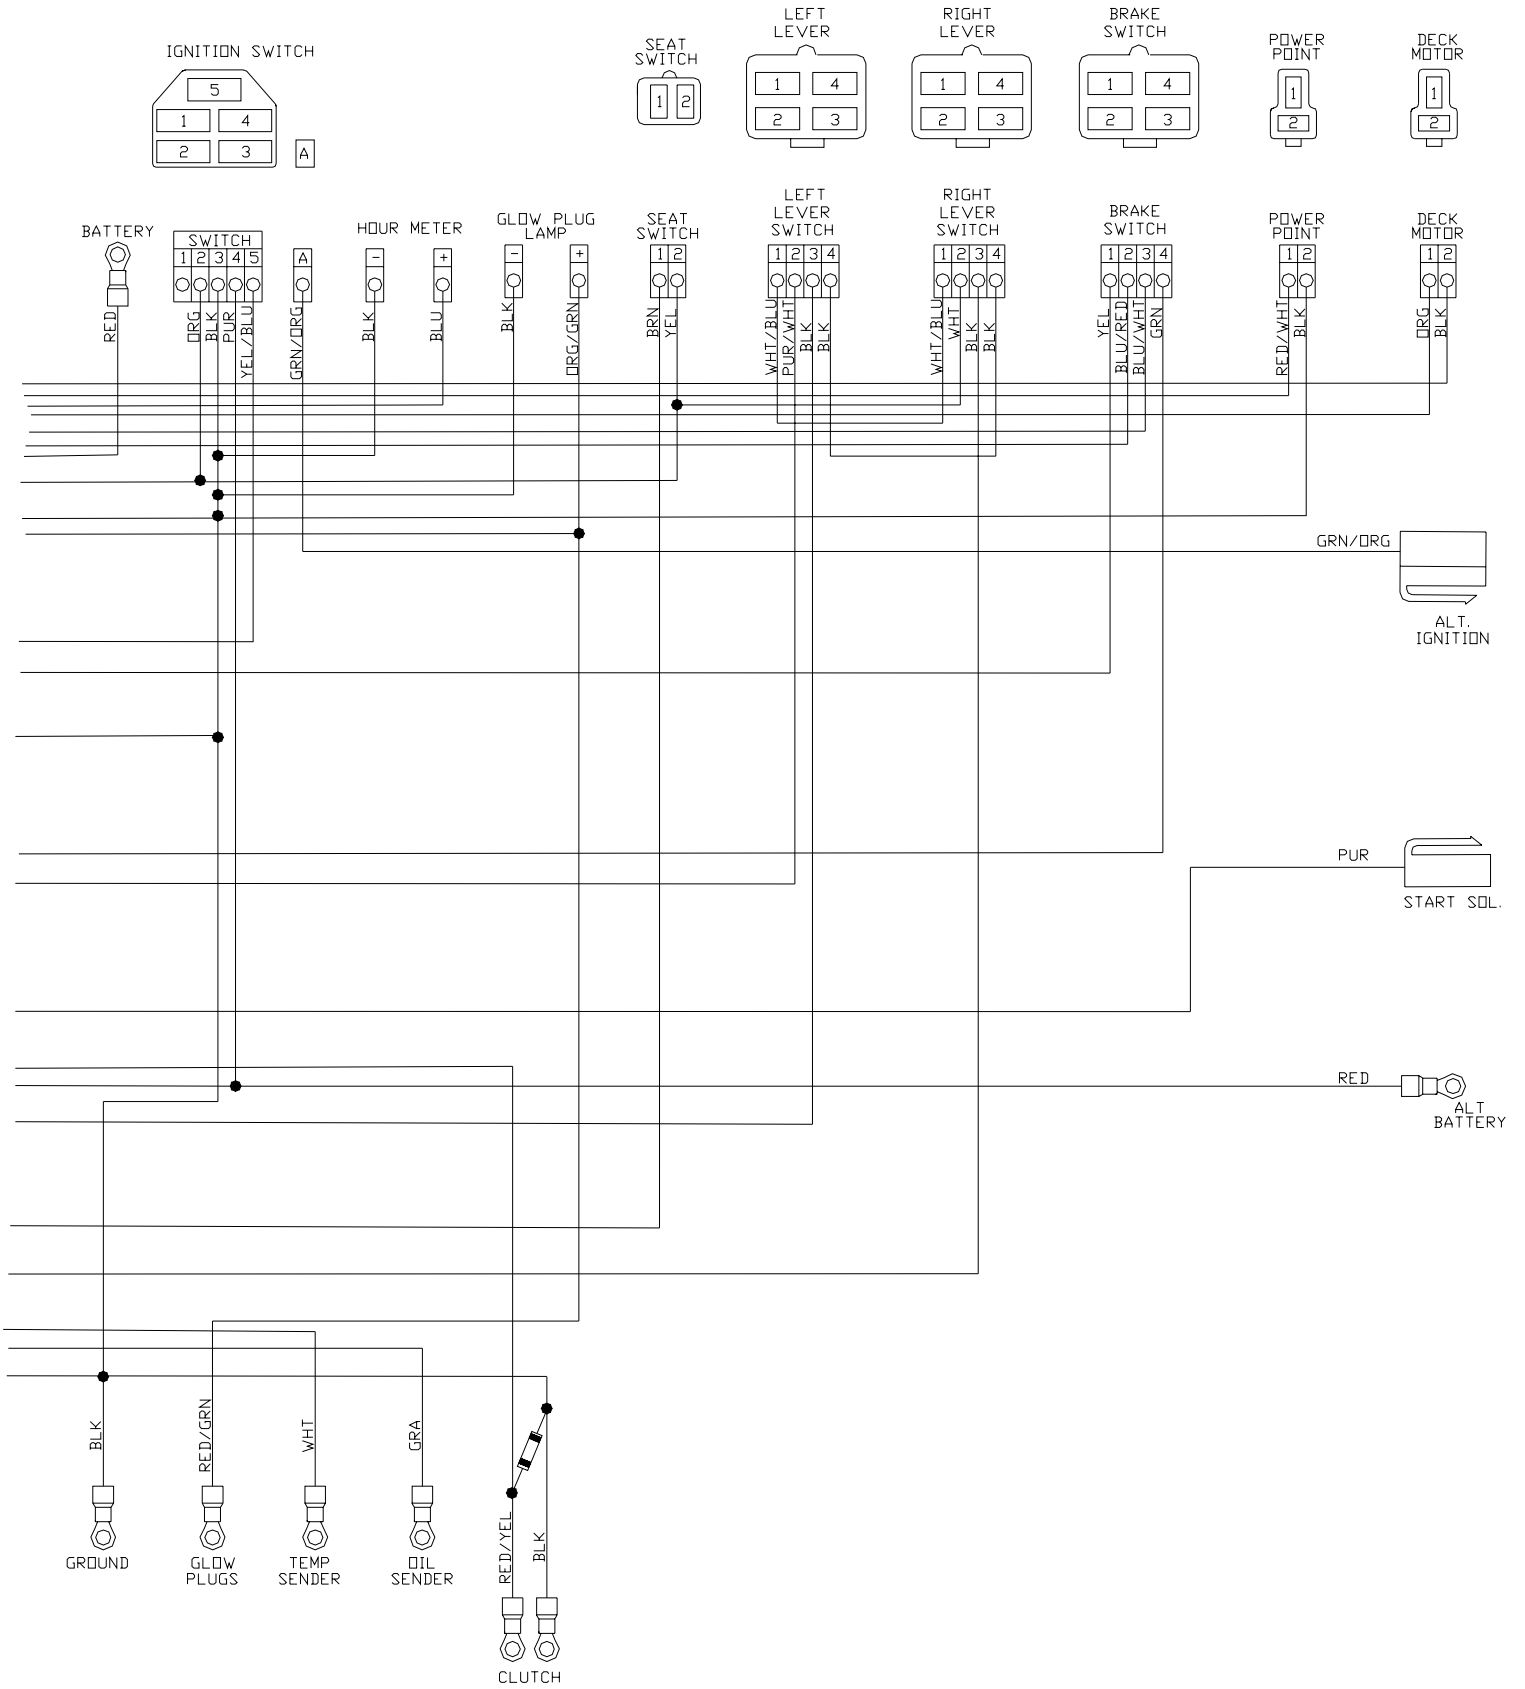 IGNITION SWITCH
5
1 4
2 3
A
SEAT
SWITCH
1 2
LEFT
LEVER
1 4
2 3
RIGHT
LEVER
1 4
2 3
BRAKE
SWITCH
1 4
2 3
POWER
POINT
1
2
DECK
MOTOR
1
2
BATTERY
RED
SWITCH
1 2 3 4 5
ORG
BLK
PUR
YEL/BLU
A
GRN/ORG
HOUR METER
- +
BLK
BLU
GLOW PLUG
LAMP
- +
BLK
ORG/GRN
SEAT
SWITCH
1 2
BRN
YEL
LEFT
LEVER
SWITCH
1 2 3 4
WHT/BLU
PUR/WHT
BLK
BLK
RIGHT
LEVER
SWITCH
1 2 3 4
WHT/BLU
WHT
BLK
BLK
BRAKE
SWITCH
1 2 3 4
YEL
BLU/RED
BLU/WHT
GRN
POWER
POINT
1 2
RED/WHT
BLK
DECK
MOTOR
1 2
ORG
BLK
GRN/ORG
ALT.
IGNITION
PUR
START SOL.
RED
ALT
BATTERY
BLK
GROUND
RED/GRN
GLOW
PLUGS
WHT
TEMP
SENDER
GRA
OIL
SENDER
RED/YEL
BLK
CLUTCH